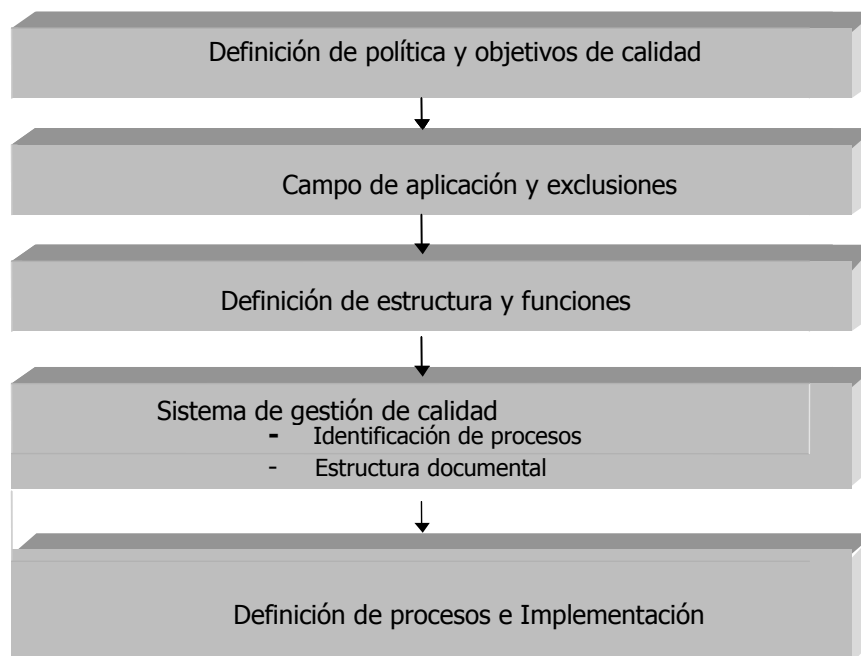 Definición de política y objetivos de calidad
Campo de aplicación y exclusiones
Definición de estructura y funciones
Sistema de gestión de calidad
- Identificación de procesos
- Estructura documental
Definición de procesos e Implementación